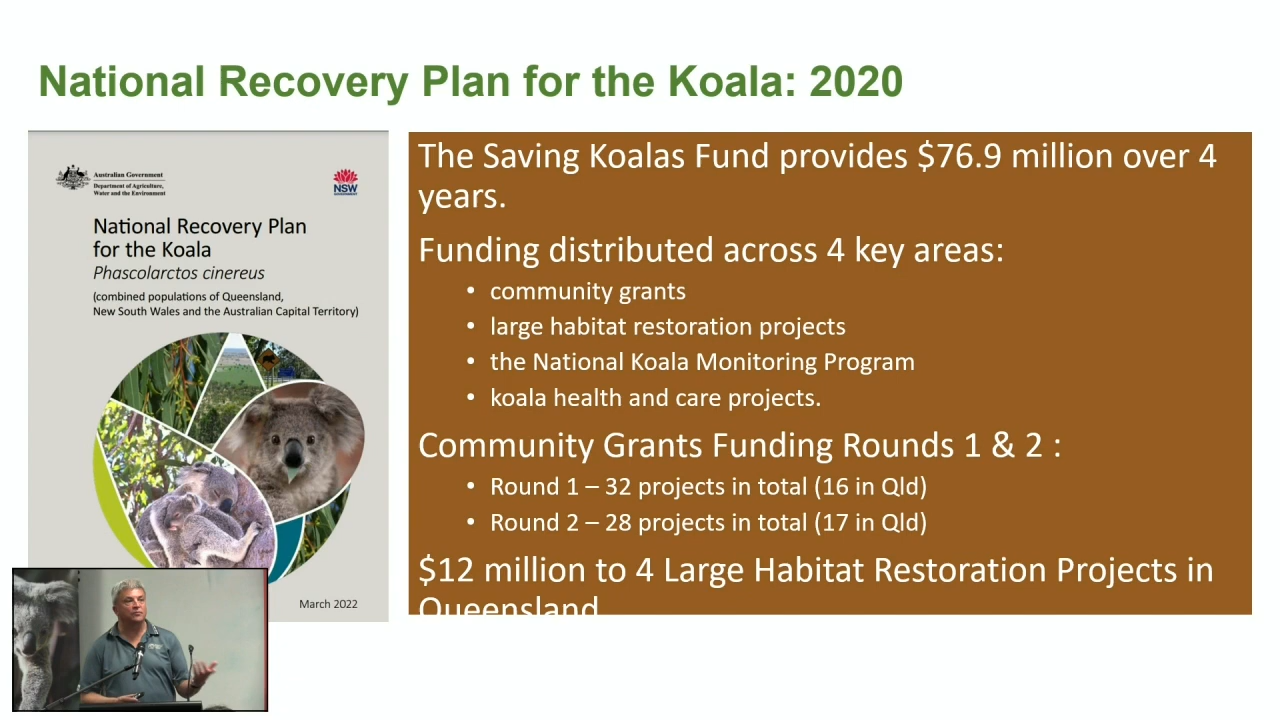 National Recovery Plan for the Koala: 2020
Australian Government
Department of Agriculture,
Water and the Environment
NSW
GOVERNMENT
National Recovery Plan
for the Koala
Phascolarctos cinereus
(combined populations of Queensland,
New South Wales and the Australian Capital Territory)
March 2022
The Saving Koalas Fund provides $76.9 million over 4
years.
Funding distributed across 4 key areas:
• community grants
• large habitat restoration projects
• the National Koala Monitoring Program
• koala health and care projects.
Community Grants Funding Rounds 1 & 2 :
• Round 1 – 32 projects in total (16 in Qld)
• Round 2 – 28 projects in total (17 in Qld)
$12 million to 4 Large Habitat Restoration Projects in
Queensland